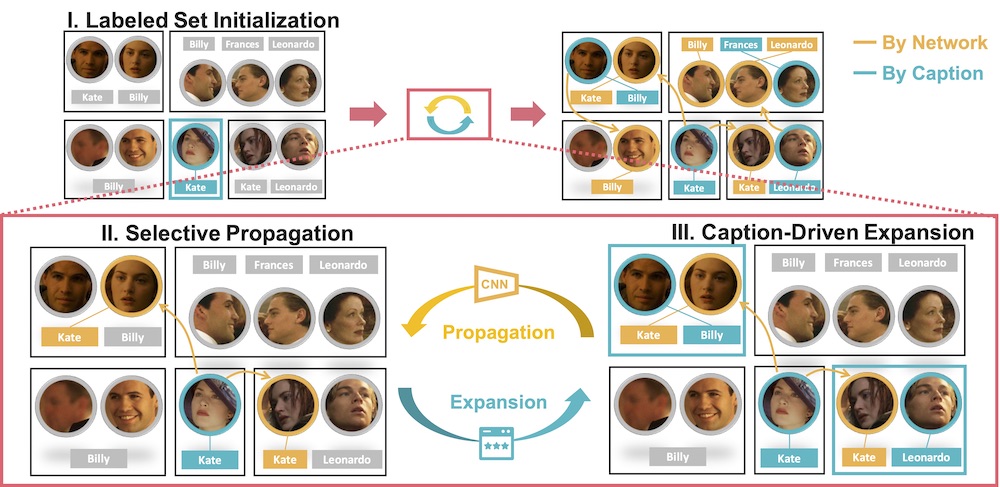 I. Labeled Set Initialization
Kate Billy
Billy Frances Leonardo
Billy
Kate
Kate Leonardo
Kate Billy
Billy Frances Leonardo
Billy
Kate
Kate Leonardo
By Network
By Caption
II. Selective Propagation
Kate Billy
Billy Frances Leonardo
Billy
Kate
Kate Leonardo
CNN
Propagation
Expansion
***
III. Caption-Driven Expansion
Kate Billy
Billy Frances Leonardo
Billy
Kate
Kate Leonardo